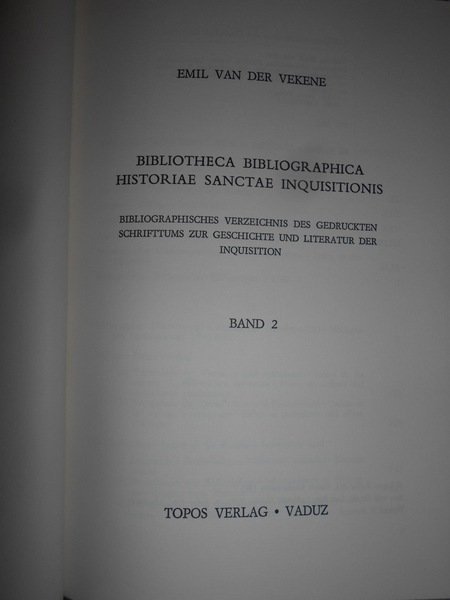 EMIL VAN DER VEKENE
BIBLIOTHECA BIBLIOGRAPHICA
HISTORIAE SANCTAE INQUISITIONIS
BIBLIOGRAPHISCHES VERZEICHNIS DES GEDRUCKTEN
SCHRIFTTUMS ZUR GESCHICHTE UND LITERATUR DER
INQUISITION
BAND 2
TOPOS VERLAG • VADUZ